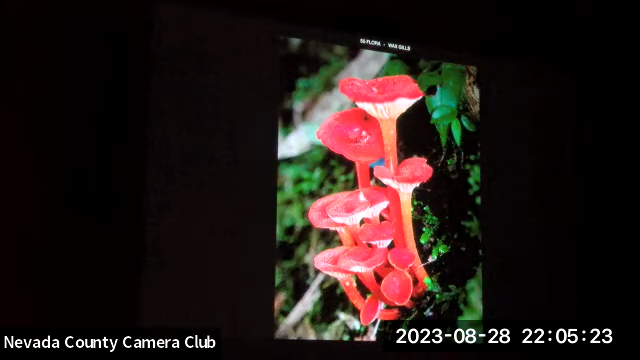 55-FLORA - WAX GILLS
Nevada County Camera Club
2023-08-28 22:05:23